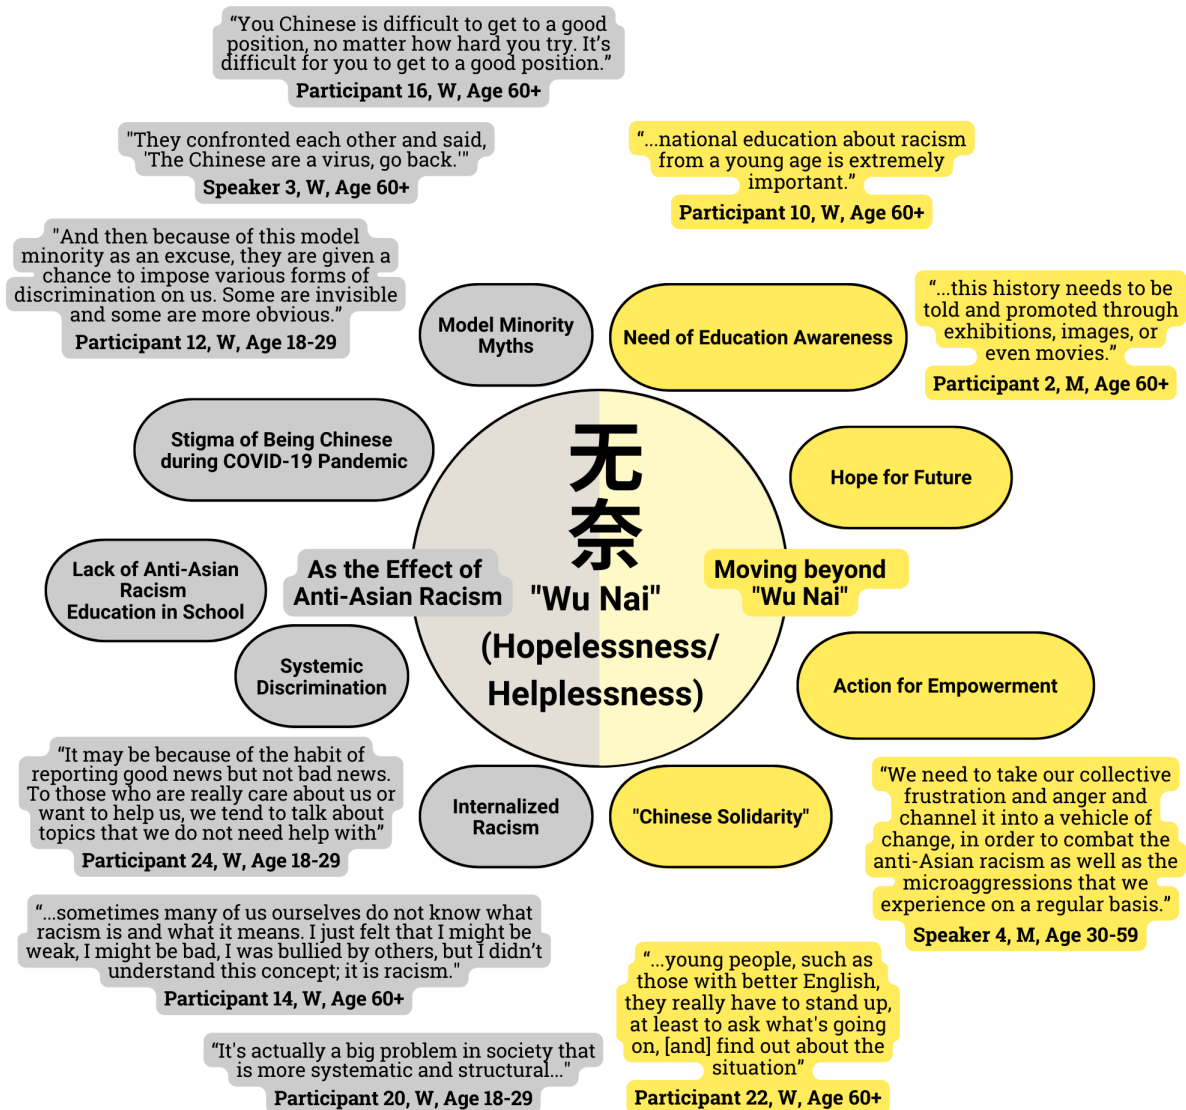 “You Chinese is difficult to get to a good
position, no matter how hard you try. It’s
difficult for you to get to a good position.”
Participant 16, W, Age 60+
"They confronted each other and said,
'The Chinese are a virus, go back.'"
Speaker 3, W, Age 60+
"And then because of this model
minority as an excuse, they are given a
chance to impose various forms of
discrimination on us. Some are invisible
and some are more obvious.”
Participant 12, W, Age 18-29
“...national education about racism
from a young age is extremely
important.”
Participant 10, W, Age 60+
“...this history needs to be
told and promoted through
exhibitions, images, or
even movies.”
Participant 2, M, Age 60+
Model Minority
Myths
Need of Education Awareness
Stigma of Being Chinese
during COVID-19 Pandemic
Hope for Future
Lack of Anti-Asian
Racism
Education in School
As the Effect of
Anti-Asian Racism
无
奈
"Wu Nai"
(Hopelessness/
Helplessness)
Moving beyond
"Wu Nai"
Systemic
Discrimination
Action for Empowerment
Internalized
Racism
"Chinese Solidarity"
“It may be because of the habit of
reporting good news but not bad news.
To those who are really care about us or
want to help us, we tend to talk about
topics that we do not need help with”
Participant 24, W, Age 18-29
“...sometimes many of us ourselves do not know what
racism is and what it means. I just felt that I might be
weak, I might be bad, I was bullied by others, but I didn’t
understand this concept; it is racism."
Participant 14, W, Age 60+
“It's actually a big problem in society that
is more systematic and structural..."
Participant 20, W, Age 18-29
“We need to take our collective
frustration and anger and
channel it into a vehicle of
change, in order to combat the
anti-Asian racism as well as the
microaggressions that we
experience on a regular basis.”
Speaker 4, M, Age 30-59
“...young people, such as
those with better English,
they really have to stand up,
at least to ask what's going
on, [and] find out about the
situation”
Participant 22, W, Age 60+